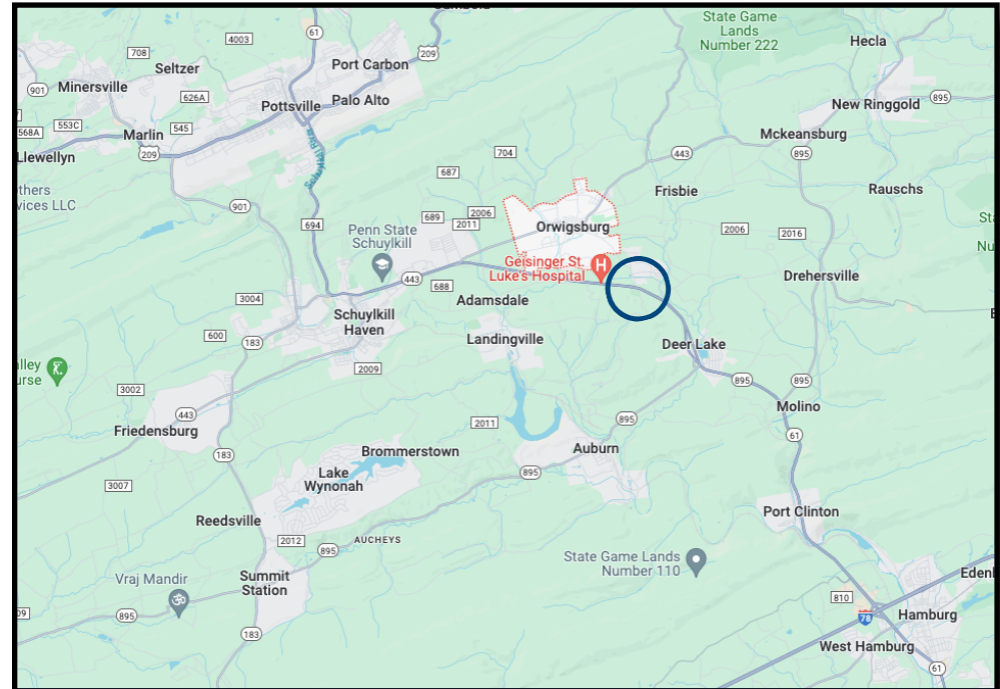 State Game
Lands
Number 222
Hecla
61
4003
209
708
Seltzer
Port Carbon
901
Minersville
626A
Pottsville
Palo Alto
New Ringgold
895
553C
545
Marlin
568A
209
Llewellyn
Mckeansburg
443
895
704
687
Frisbie
Rauschs
901
2006
689
2011
694
Penn State
Schuylkill
Orwigsburg
2006
2016
Geisinger St.
Luke's Hospital
H
443
688
Adamsdale
Drehersville
3004
Schuylkill
Haven
600
183
Landingville
Deer Lake
2009
3002
895
895
443
Friedensburg
2011
895
Molino
61
183
Brommerstown
Auburn
Lake
Wynonah
895
3007
Reedsville
Port Clinton
2012
895
AUCHEYS
State Game Lands
Number 110
Vraj Mandir
Summit
Station
895
810
78
Hamburg
183
West Hamburg
61